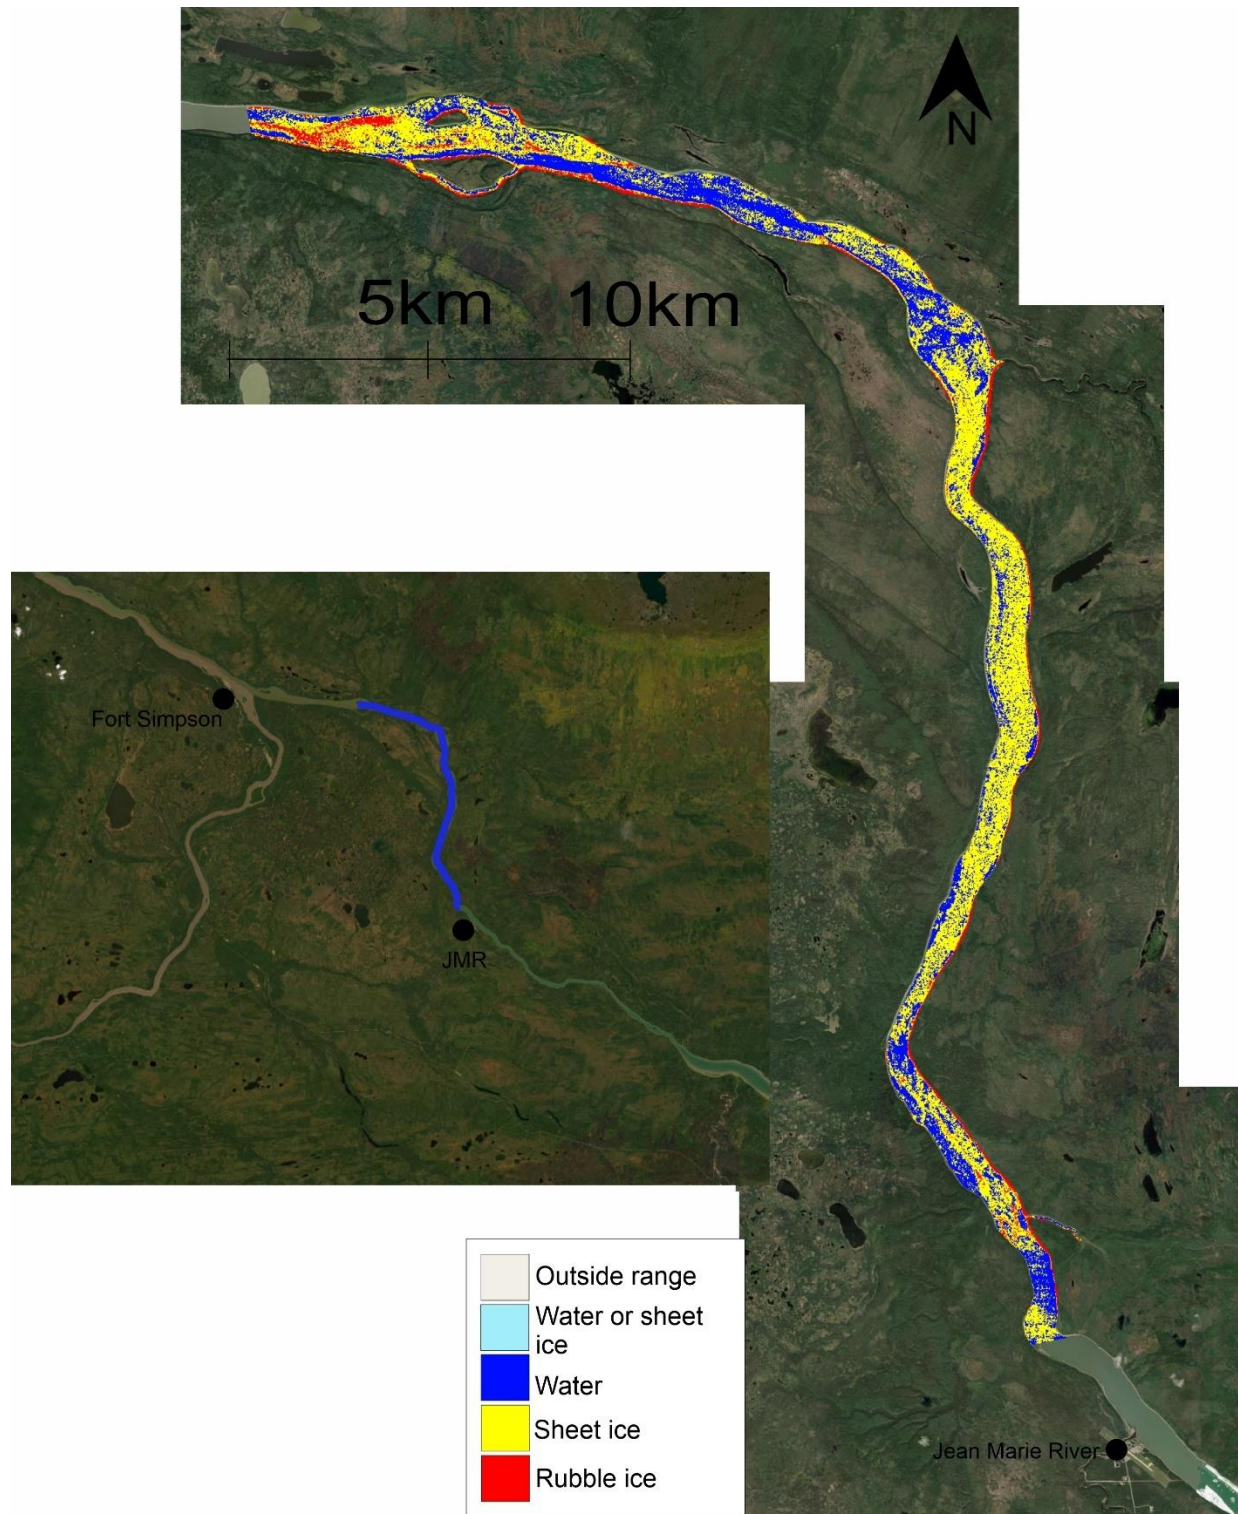 N
5km 10km
Fort Simpson
JMR
Outside range
Water or sheet
ice
Water
Sheet ice
Rubble ice
Jean Marie River